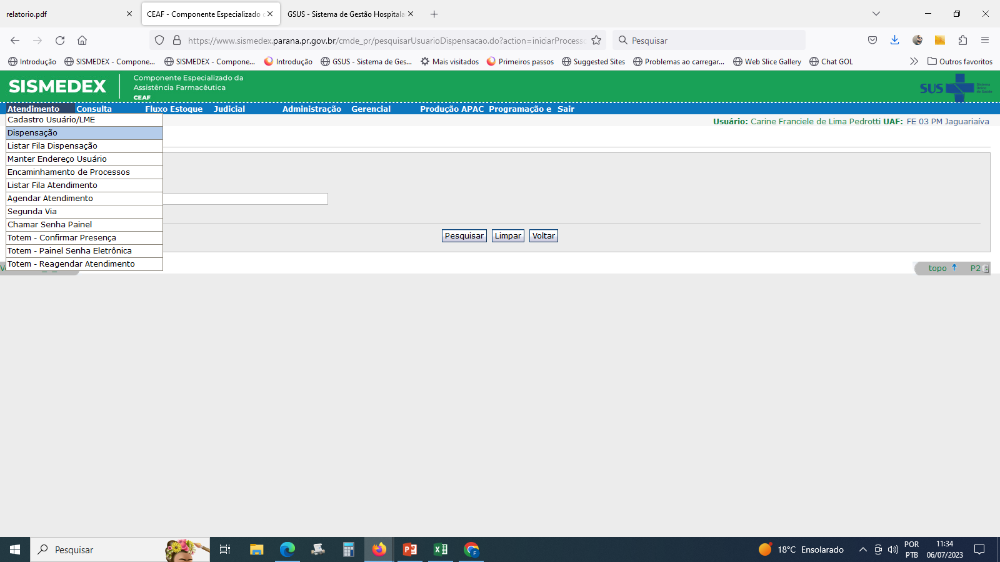 relatorio.pdf
CEAF - Componente Especializado
GSUS - Sistema de Gestão Hospitala
https://www.sismedex.parana.pr.gov.br/cmde_pr/pesquisarUsuarioDispensacao.do?action=iniciarProcesso
Pesquisar
Introdução
SISMEDEX - Compone...
SISMEDEX - Compone...
Introdução
GSUS - Sistema de Ges...
Mais visitados
Primeiros passos
Suggested Sites
Problemas ao carregar...
Web Slice Gallery
Chat GOL
Outros favoritos
SISMEDEX
Componente Especializado da
Assistência Farmacêutica
CEAF
SUS
Sistema
Único
de Saúde
Atendimento Consulta Fluxo Estoque Judicial Administração Gerencial Produção APAC Programação e Sair
Usuário: Carine Franciele de Lima Pedrotti UAF: FE 03 PM Jaguariaíva
Cadastro Usuário/LME
Dispensação
Listar Fila Dispensação
Manter Endereço Usuário
Encaminhamento de Processos
Listar Fila Atendimento
Agendar Atendimento
Segunda Via
Chamar Senha Painel
Totem - Confirmar Presença
Totem - Painel Senha Eletrônica
Totem - Reagendar Atendimento
Pesquisar Limpar Voltar
topo P2
Pesquisar
18°C Ensolarado
POR
PTB
11:34
06/07/2023